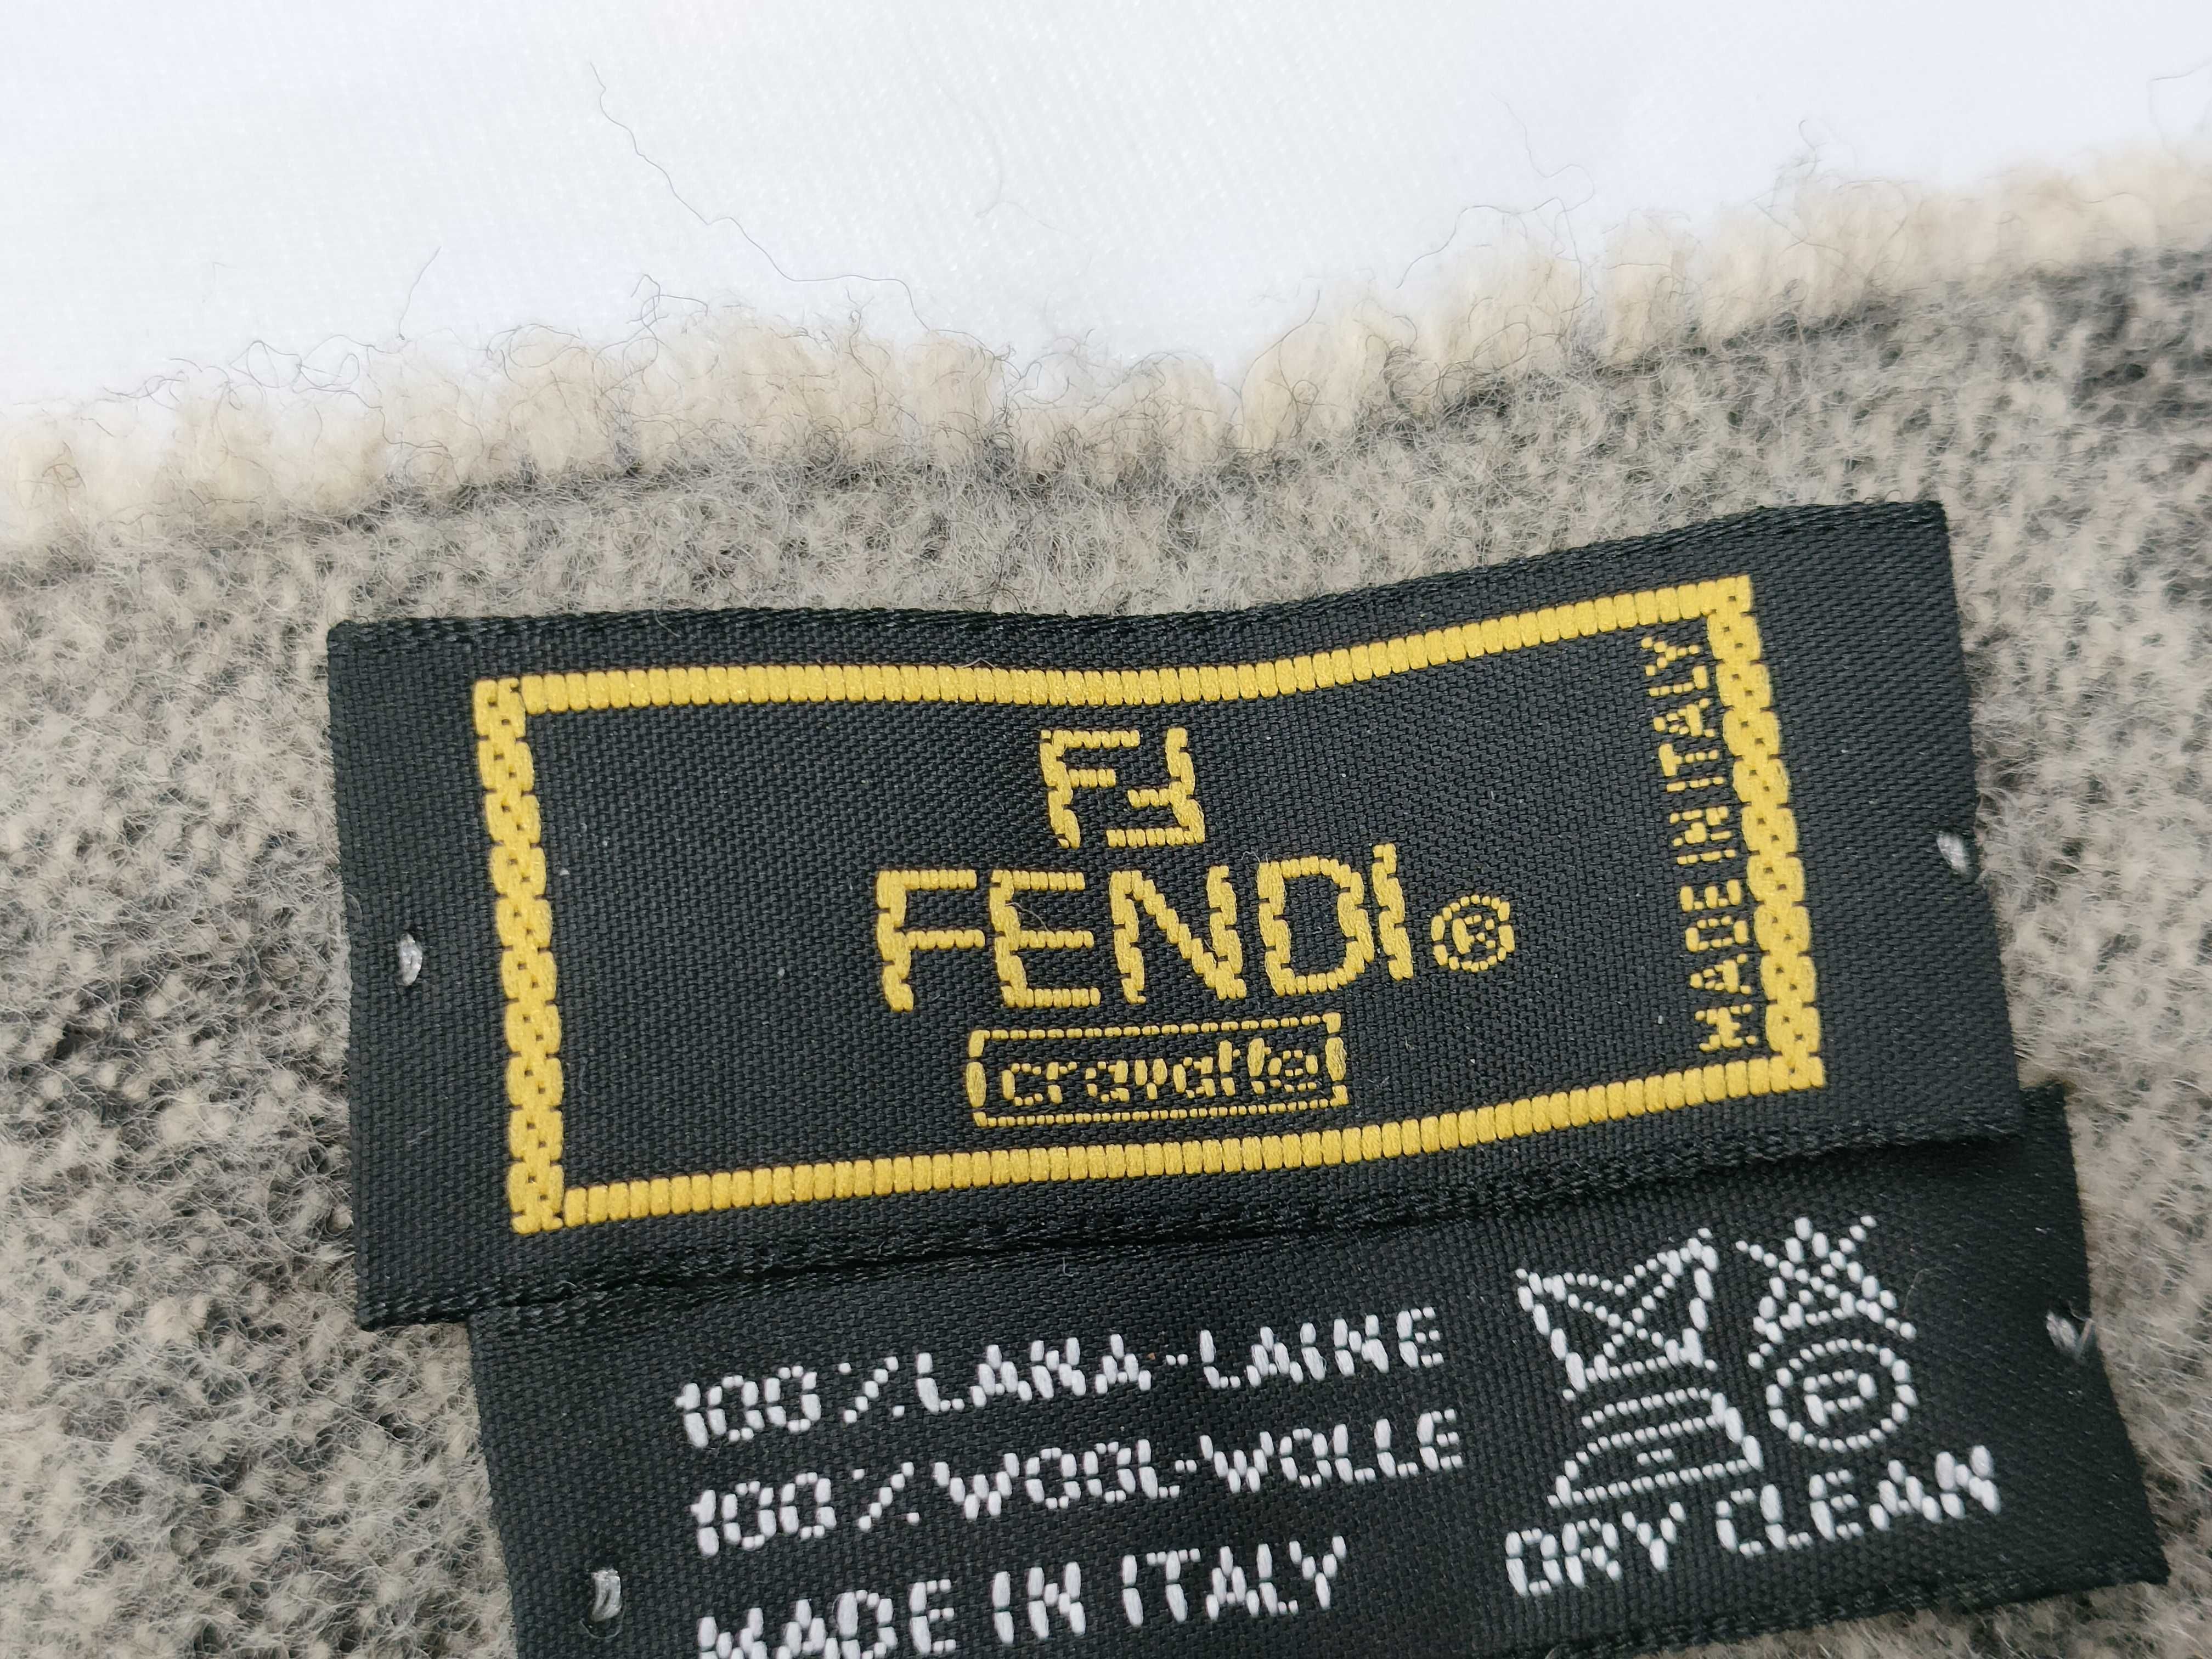 FF
FENDI ®
cravatte
MADE IN ITALY
100% LANA-LAINE
100% WOOL-WOLLE
MADE IN ITALY
P
DRY CLEAN